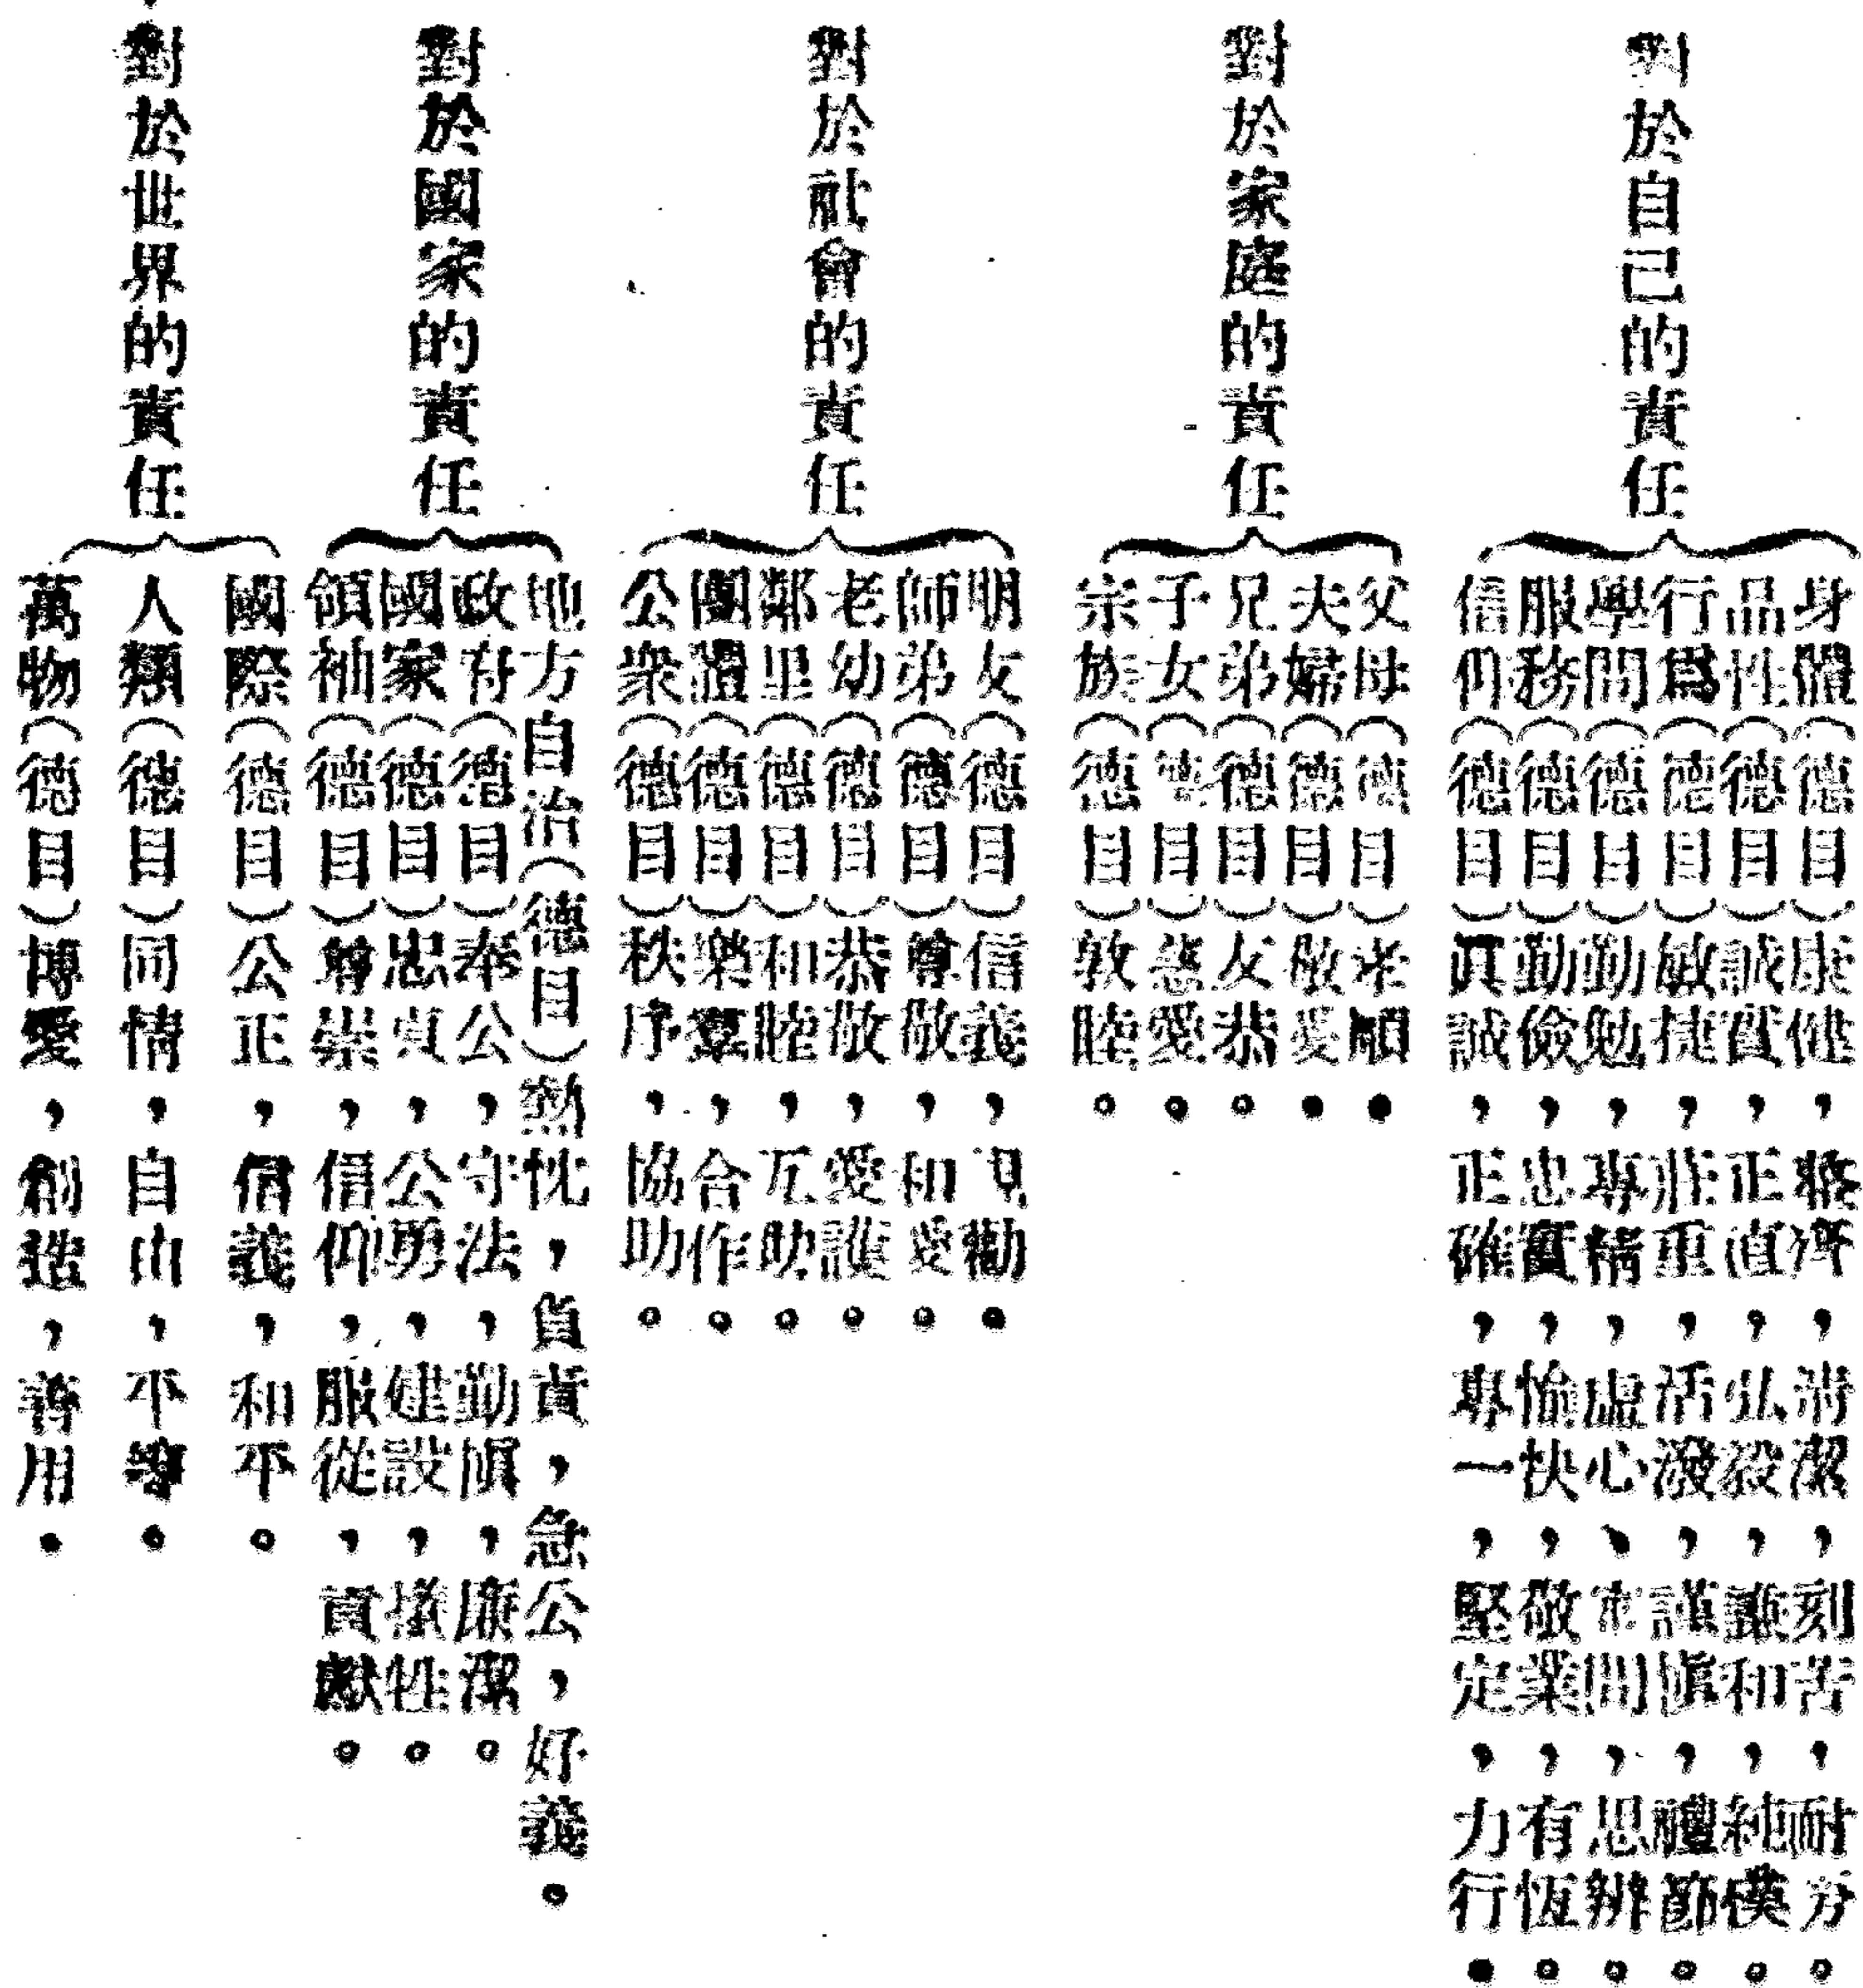 對於自己的責任
身體（德目）康健，整潔，清潔，刻苦，耐勞。
品性（德目）誠實，正直，弘毅，謙和，純樸。
行爲（德目）敏捷，莊重，活潑，謹慎，禮節。
學問（德目）勤勉，專精，虛心，審問，思辨。
服務（德目）勤儉，忠實，愉快，敬業，有恆。
信仰（德目）眞誠，正確，專一，堅定，力行。
對於家庭的責任
父母（德目）孝順。
夫婦（德目）敬愛。
兄弟（德目）友恭。
子女（德目）慈愛。
宗族（德目）敦睦。
對於社會的責任
朋友（德目）信義，規勸。
師弟（德目）尊敬，和愛。
老幼（德目）恭敬，愛護。
鄰里（德目）和睦，互助。
團體（德目）樂羣，合作。
公衆（德目）秩序，協助。
對於國家的責任
地方自治（德目）熱忱，負責，急公，好義。
政府（德目）奉公，守法，勤慎，廉潔。
國家（德目）忠貞，公勇，建設，犧牲。
領袖（德目）尊崇，信仰，服從，貢獻。
對於世界的責任
國際（德目）公正，信義，和平。
人類（德目）同情，自由，平等。
萬物（德目）博愛，創造，善用。